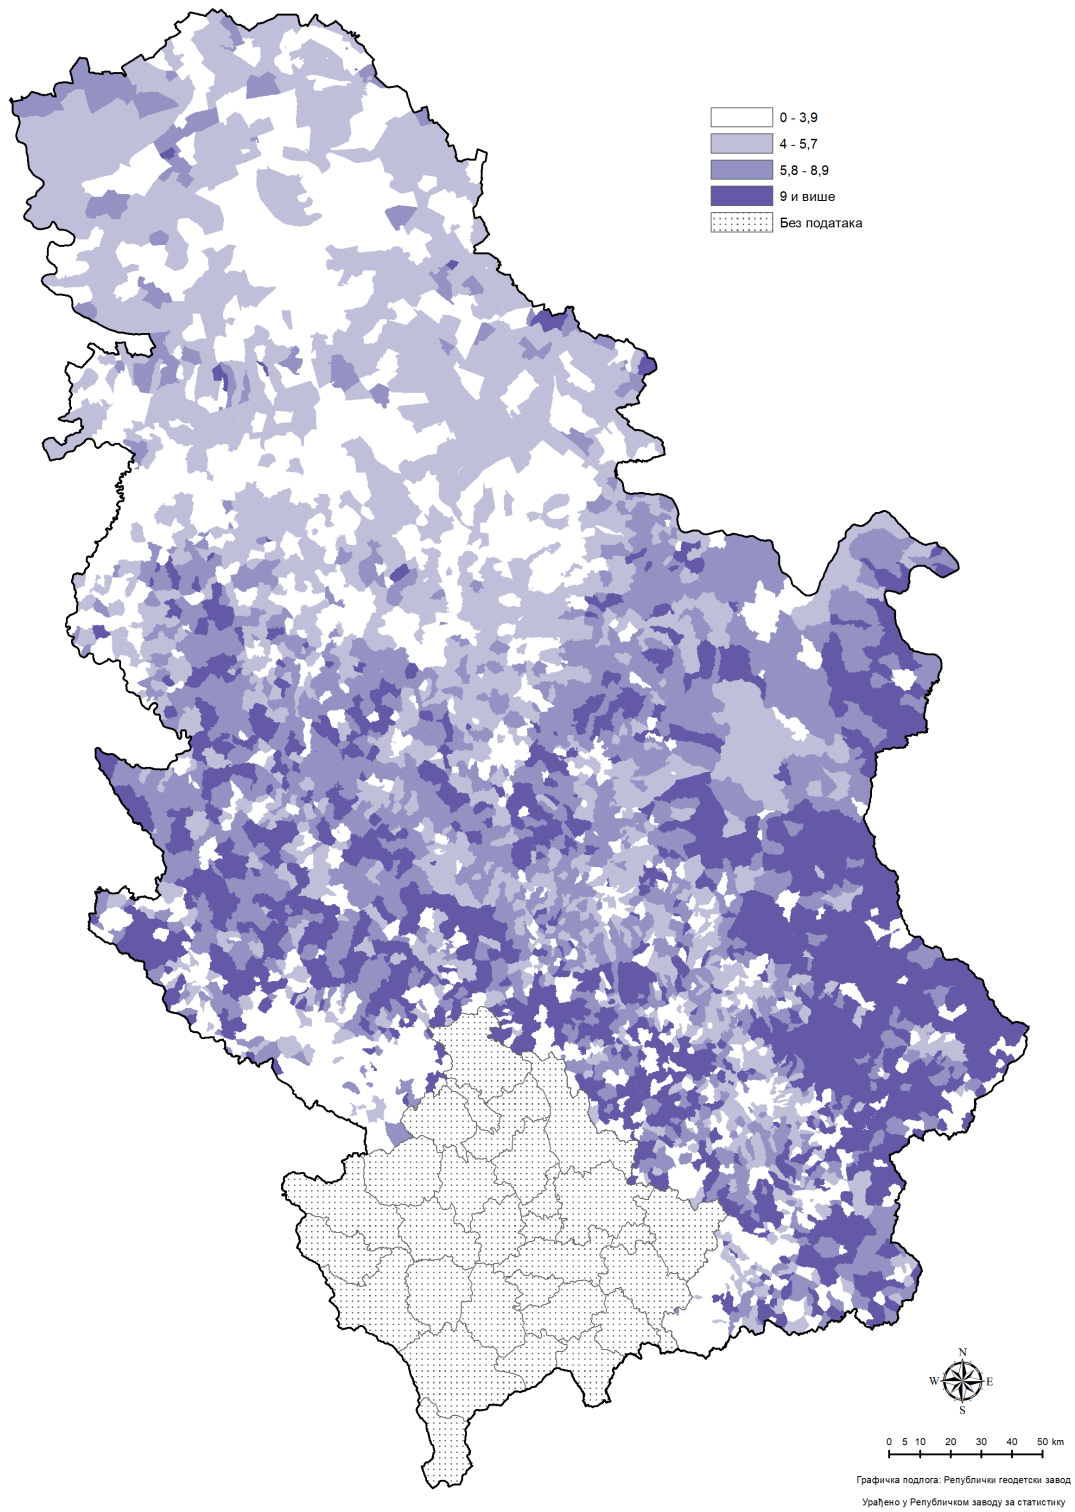 0 - 3,9
4 - 5,7
5,8 - 8,9
9 и више
Без података
N
W E
S
0 5 10 20 30 40 50 km
Графичка подлога: Републички геодетски завод
Урађено у Републичком заводу за статистику